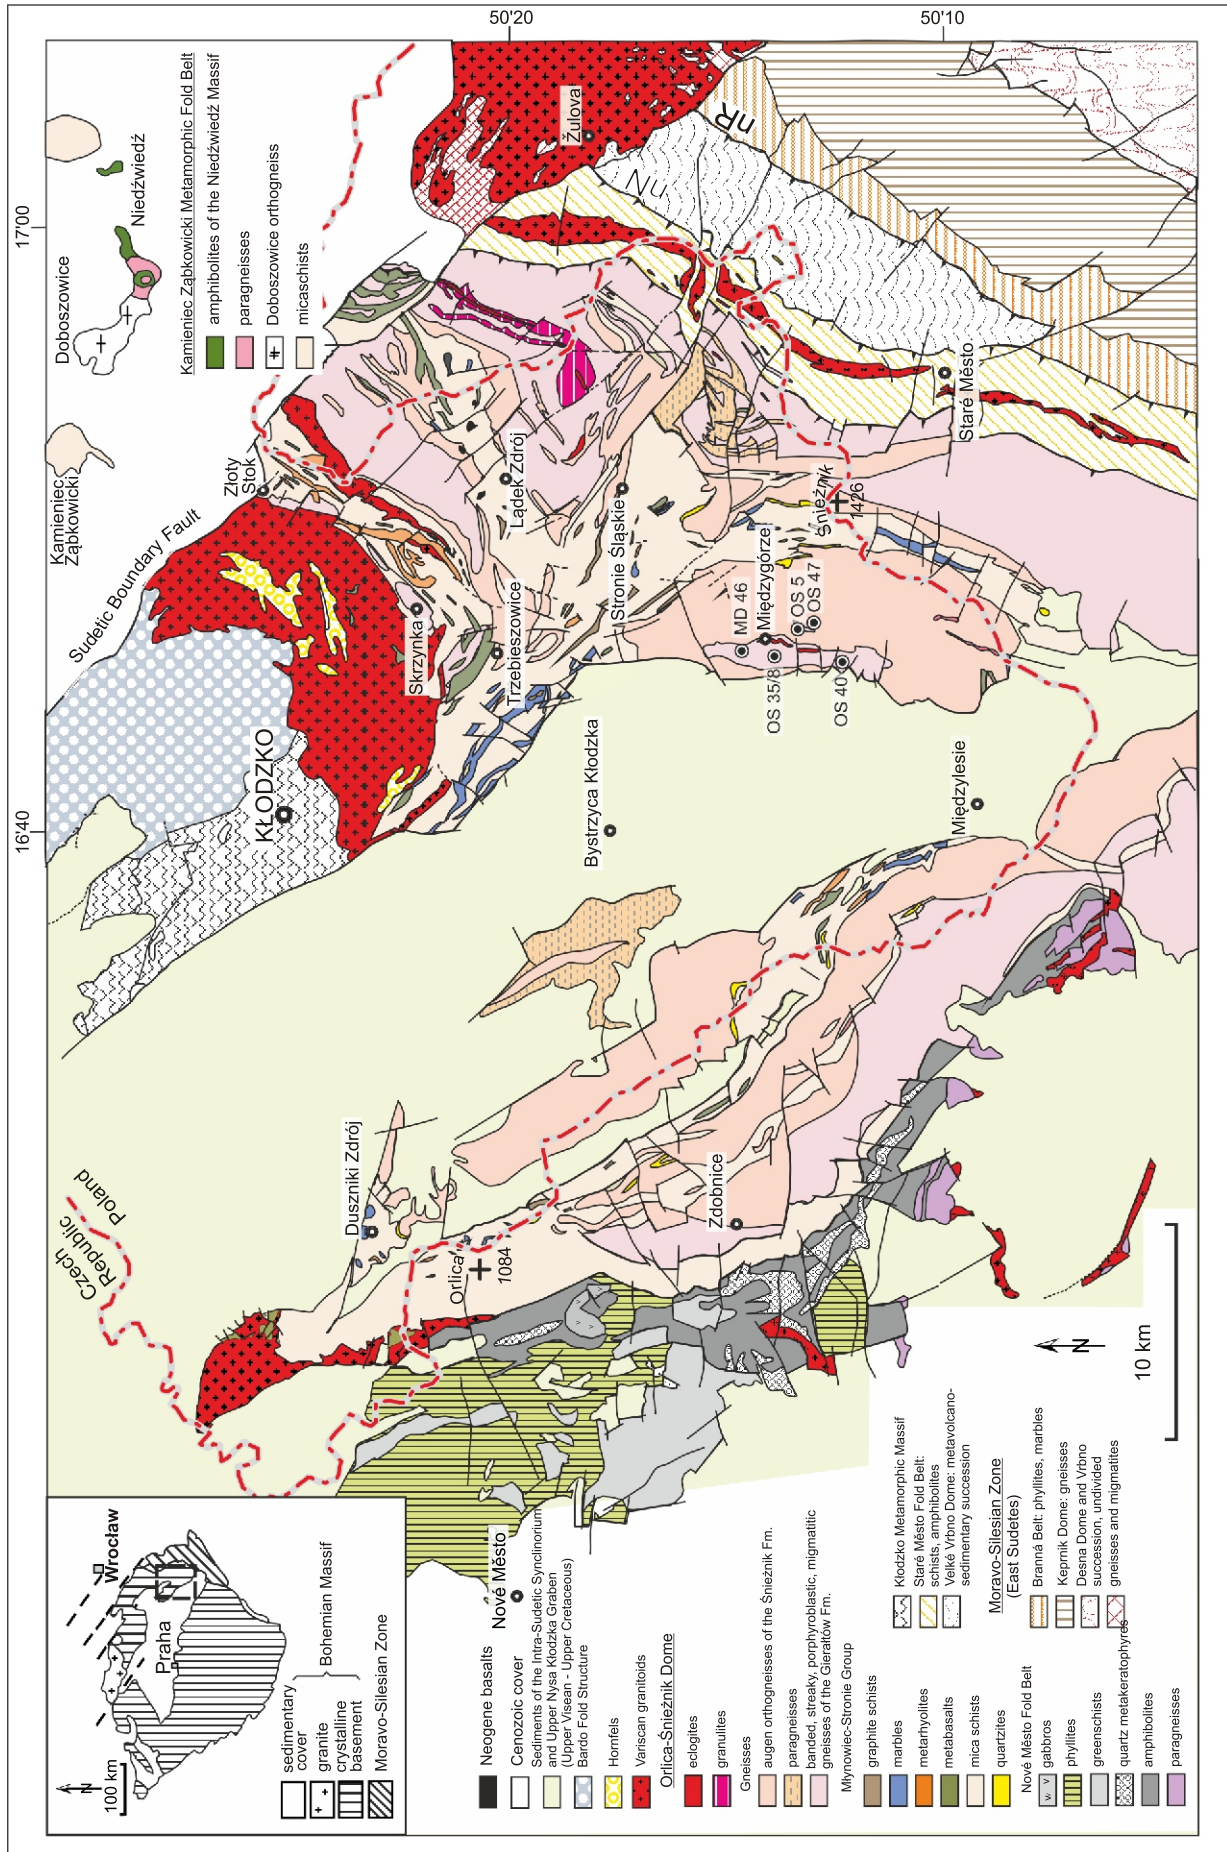 50'20
50'10
17'00
16'40
Doboszowice
Niedźwiedź
Kamieniec
Ząbkowicki
Kamieniec Ząbkowicki Metamorphic Fold Belt
amphibolites of the Niedźwiedź Massif
paragneisses
Doboszowice orthogneiss
micaschists
Sudetic Boundary Fault
Złoty
Stok
Žulova
nN
nR
Lądek Zdrój
Stronie Śląskie
Staré Město
Śnieżnik
1426
Międzygórze
MD 46
OS 5
OS 47
OS 35/8
OS 40
Skrzynka
Trzebieszowice
KŁODZKO
Bystrzyca Kłodzka
Międzylesie
Duszniki Zdrój
Zdobnice
Orlica
1084
Czech
Republic
Poland
Nové Město
N
10 km
Wrocław
Praha
N
100 km
sedimentary
cover
granite
crystalline
basement
Bohemian Massif
Moravo-Silesian Zone
Neogene basalts
Cenozoic cover
Sediments of the Intra-Sudetic Synclinorium
and Upper Nysa Kłodzka Graben
(Upper Visean - Upper Cretaceous)
Bardo Fold Structure
Hornfels
Variscan granitoids
Orlica-Śnieżnik Dome
eclogites
granulites
Gneisses
augen orthogneisses of the Śnieżnik Fm.
paragneisses
banded, streaky, porphyroblastic, migmatitic
gneisses of the Gierałtów Fm.
Młynowiec-Stronie Group
graphite schists
marbles
metarhyolites
metabasalts
mica schists
quartzites
Nové Město Fold Belt
gabbros
phyllites
greenschists
quartz metakeratophyres
amphibolites
paragneisses
Kłodzko Metamorphic Massif
Staré Město Fold Belt:
schists, amphibolites
Velké Vrbno Dome: metavolcano-
sedimentary succession
Moravo-Silesian Zone
(East Sudetes)
Branná Belt: phyllites, marbles
Keprnik Dome: gneisses
Desna Dome and Vrbno
succession, undivided
gneisses and migmatites